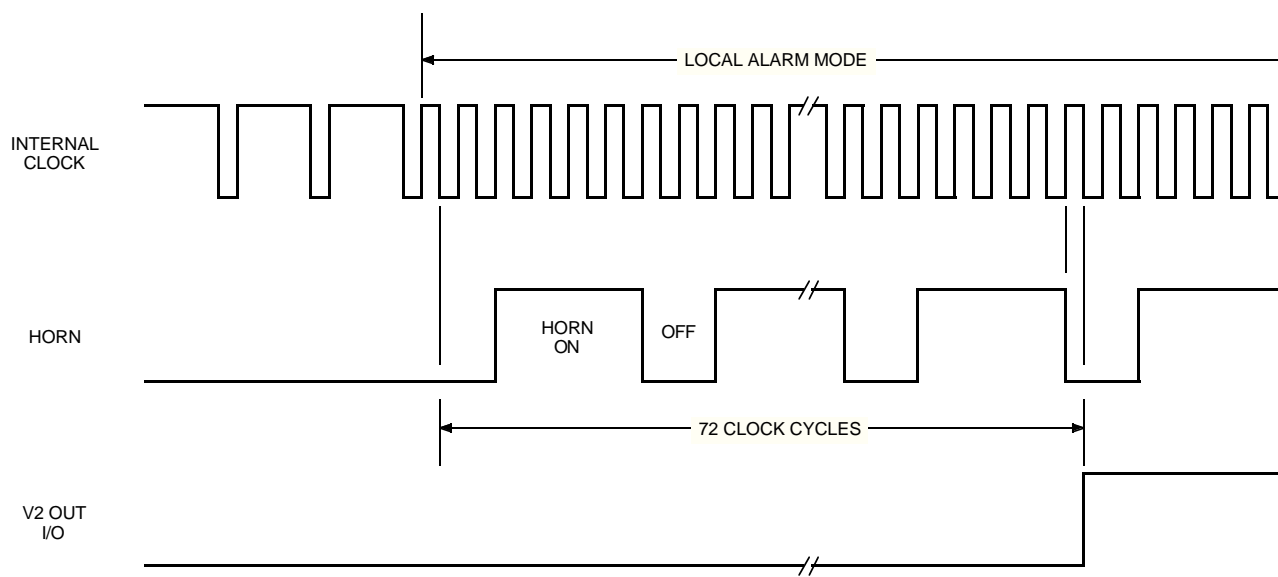 LOCAL ALARM MODE
INTERNAL
CLOCK
HORN
HORN
ON
OFF
72 CLOCK CYCLES
V2 OUT
I/O